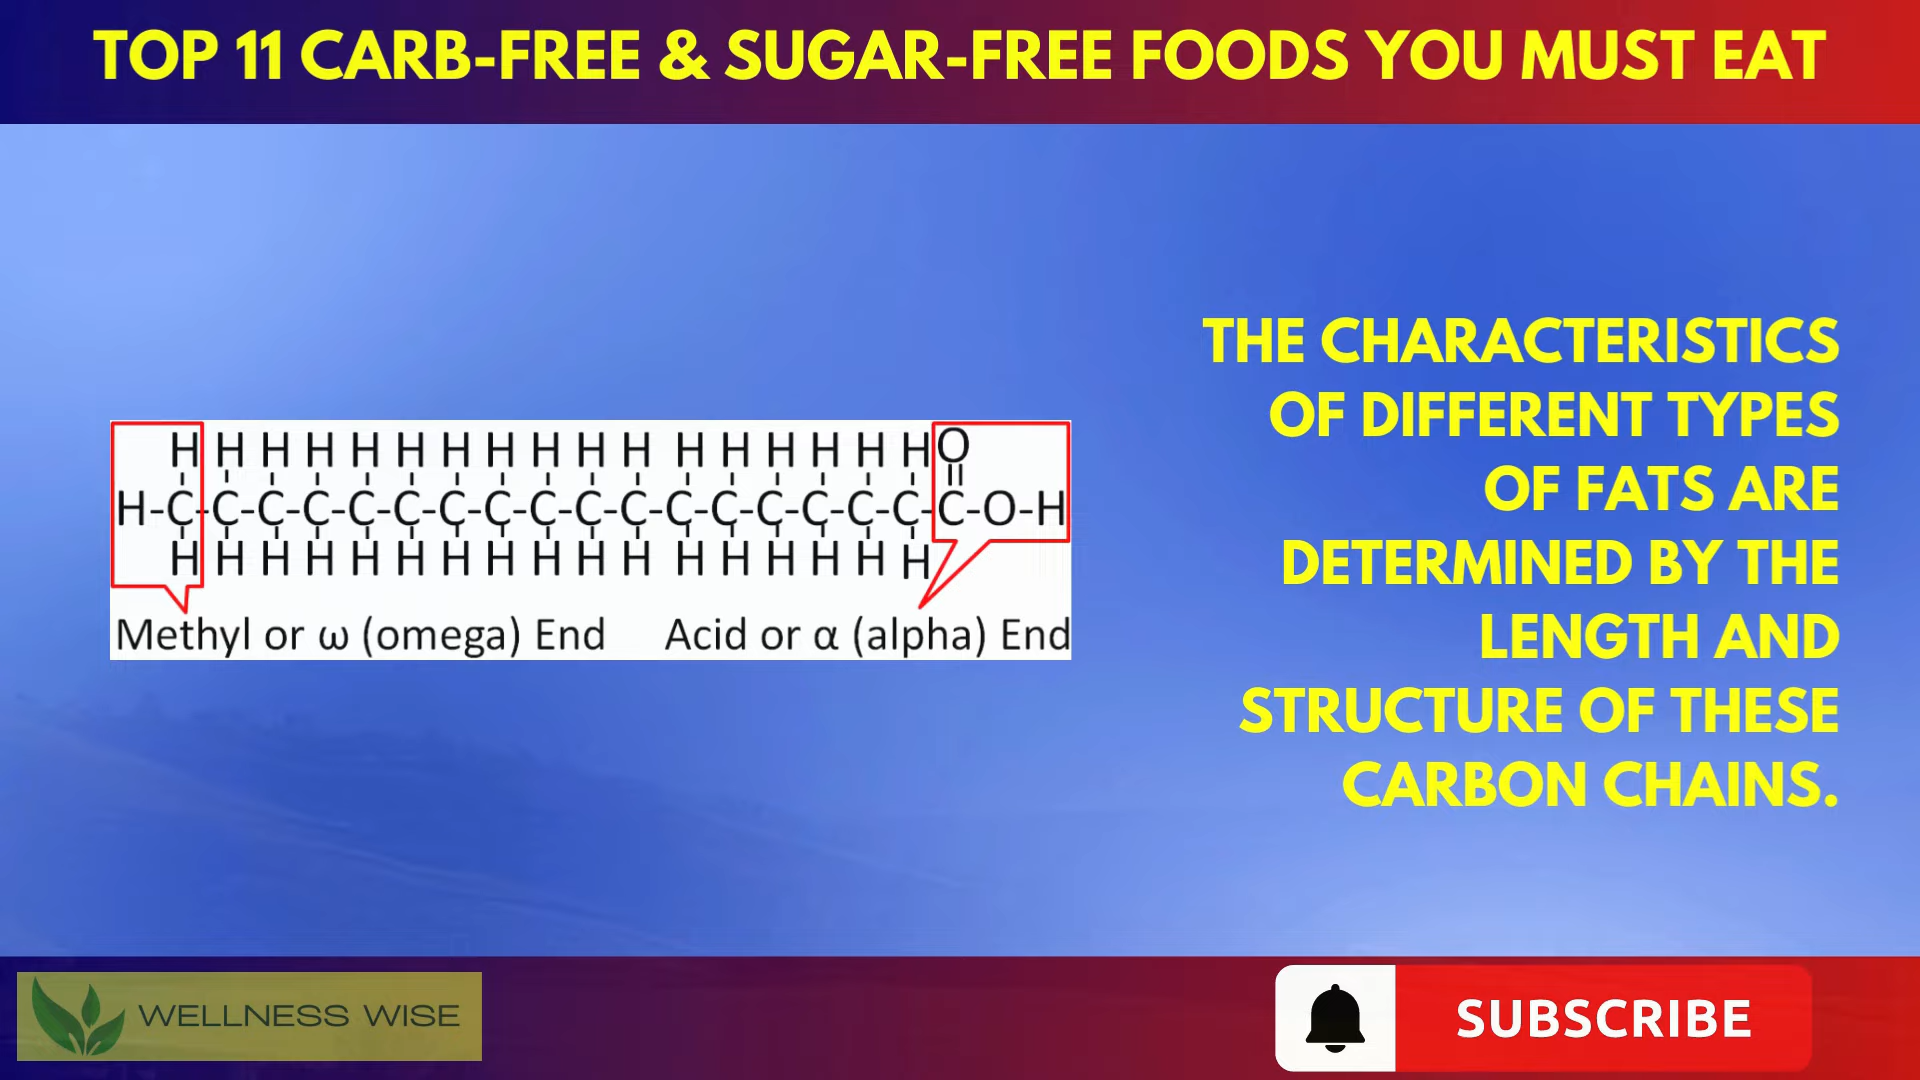 TOP 11 CARB-FREE & SUGAR-FREE FOODS YOU MUST EAT
H H H H H H H H H H H H H H H H H O
H-C-C-C-C-C-C-C-C-C-C-C-C-C-C-C-C-C-C-O-H
H H H H H H H H H H H H H H H H H
Methyl or ω (omega) End Acid or α (alpha) End
THE CHARACTERISTICS
OF DIFFERENT TYPES
OF FATS ARE
DETERMINED BY THE
LENGTH AND
STRUCTURE OF THESE
CARBON CHAINS.
WELLNESS WISE
SUBSCRIBE